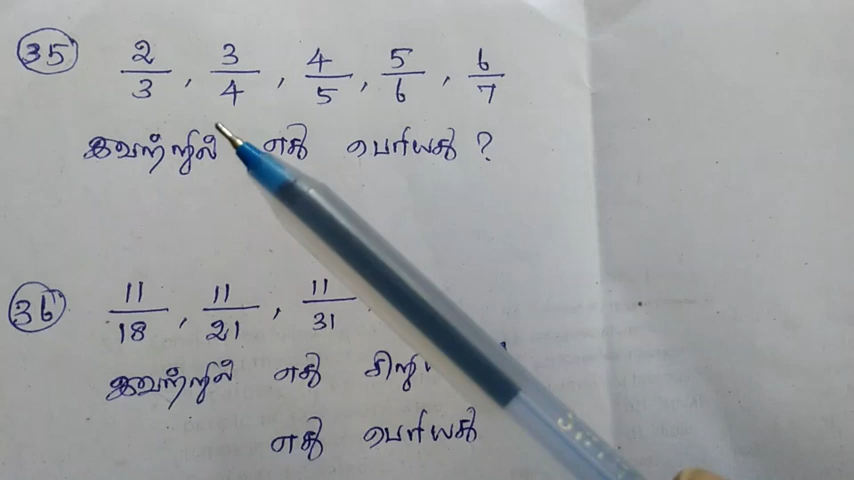 35 2/3 , 3/4 , 4/5 , 5/6 , 6/7
இவற்றில் எது பெரியது ?
36 11/18 , 11/21 , 11/31
இவற்றில் எது
எது பெரியது